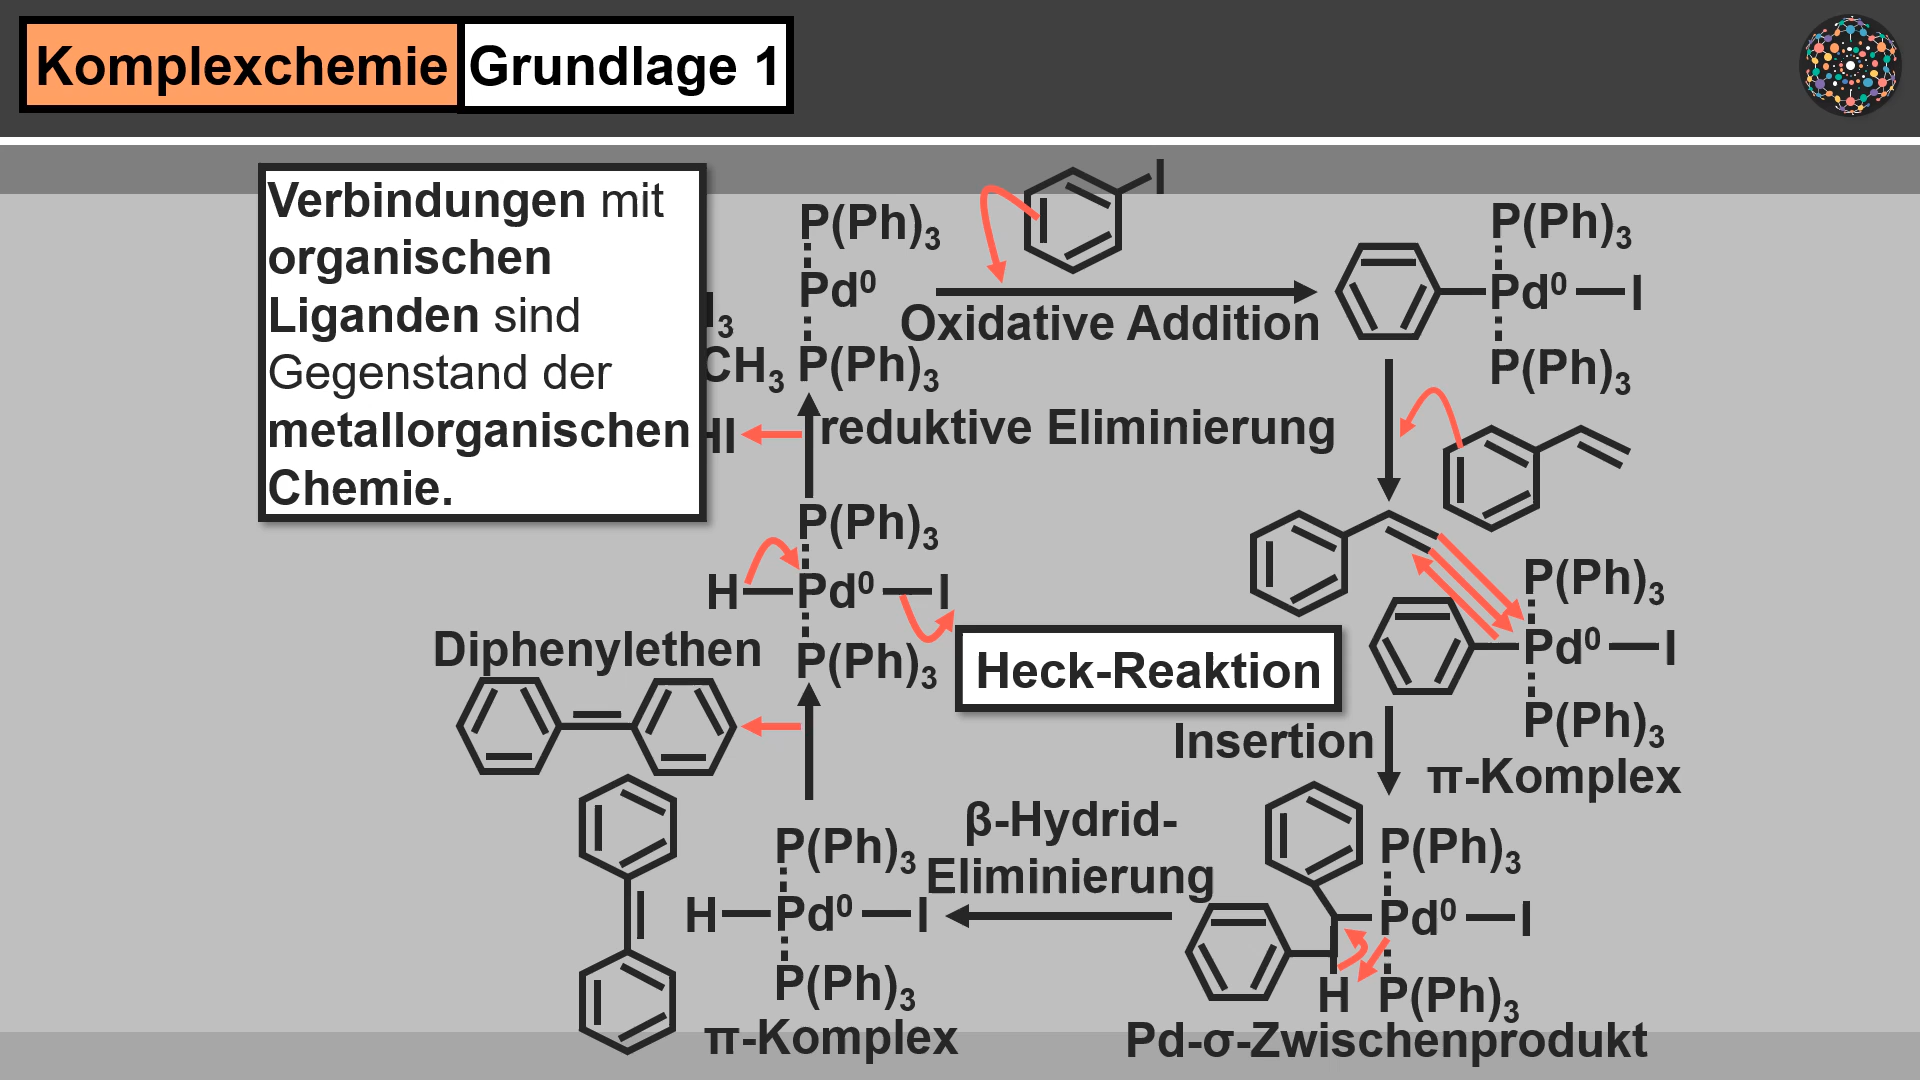 Komplexchemie Grundlage 1
Verbindungen mit
organischen
Liganden sind
Gegenstand der
metallorganischen
Chemie.
3
CH₃
HI
P(Ph)₃
Pd⁰
P(Ph)₃
I
Oxidative Addition
P(Ph)₃
Pd⁰ I
P(Ph)₃
reduktive Eliminierung
P(Ph)₃
H Pd⁰ I
P(Ph)₃
Diphenylethen
Heck-Reaktion
P(Ph)₃
Pd⁰ I
P(Ph)₃
Insertion
π-Komplex
β-Hydrid-
Eliminierung
P(Ph)₃
H Pd⁰ I
P(Ph)₃
π-Komplex
P(Ph)₃
Pd⁰ I
H P(Ph)₃
Pd-σ-Zwischenprodukt